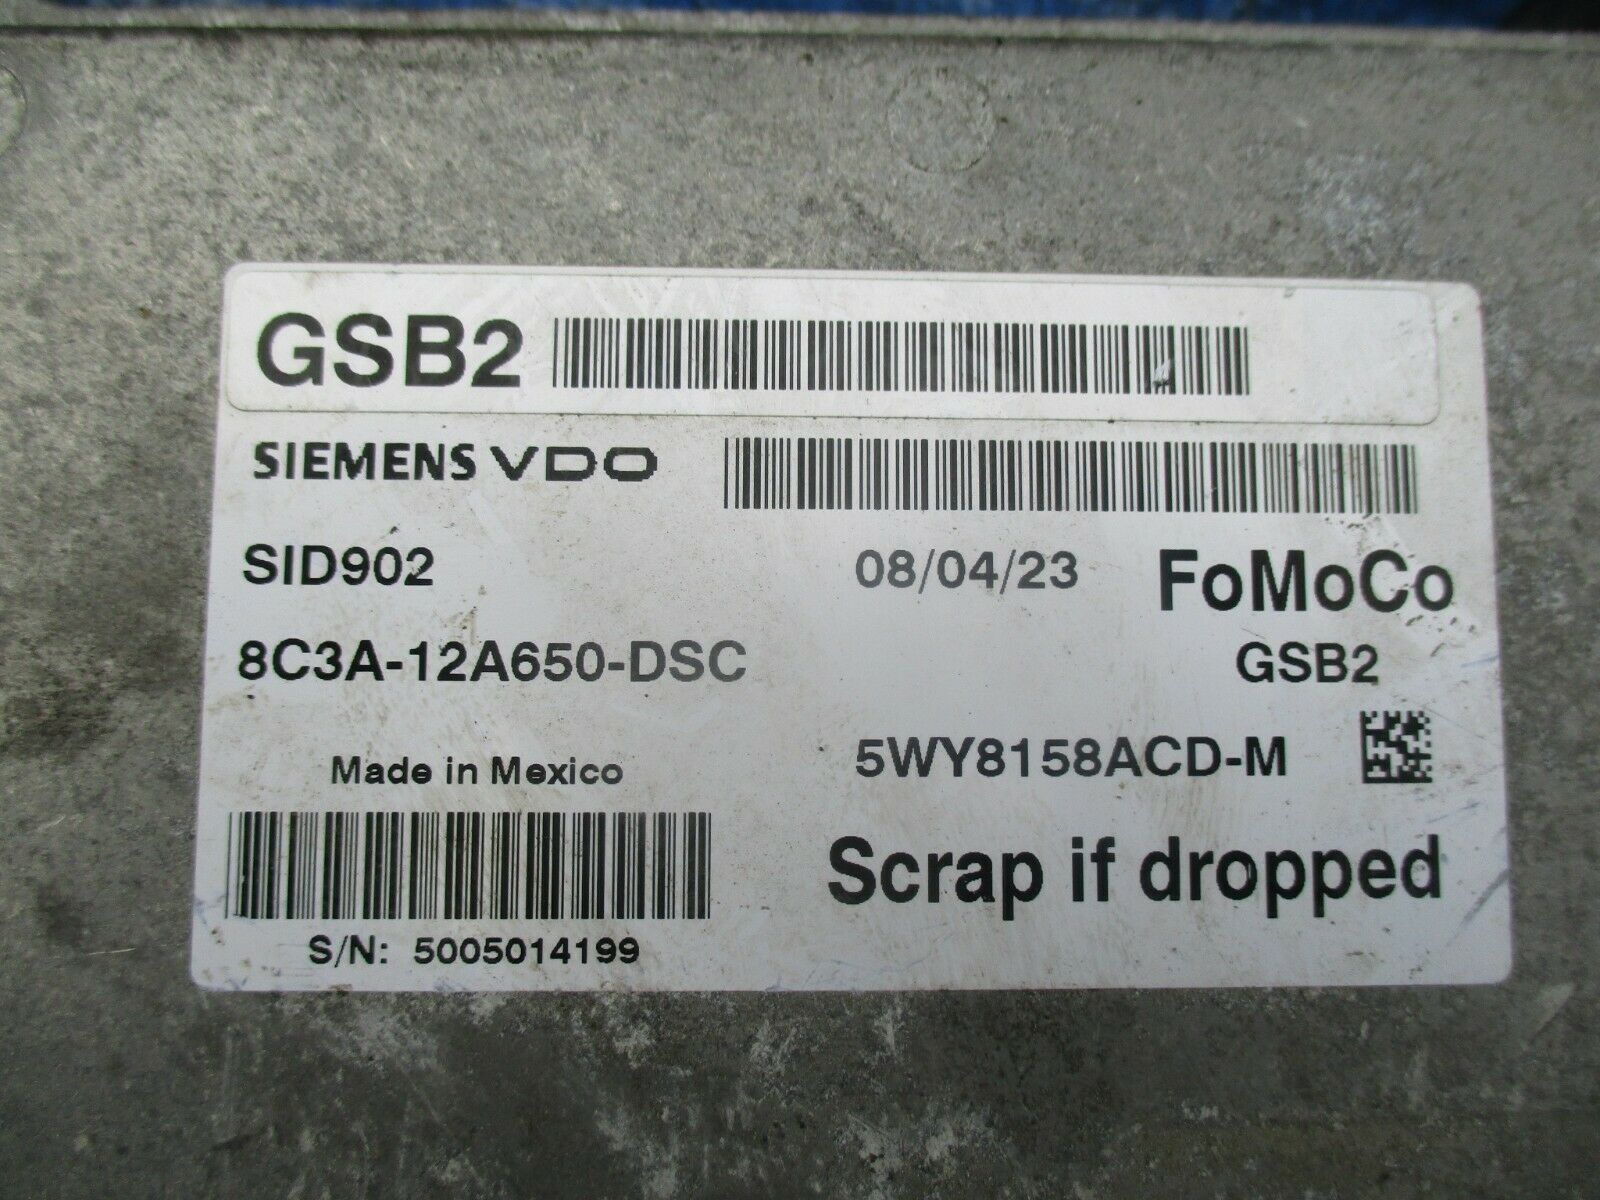 GSB2
SIEMENS VDO
SID902 08/04/23 FoMoCo
8C3A-12A650-DSC GSB2
Made in Mexico 5WY8158ACD-M
Scrap if dropped
S/N: 5005014199